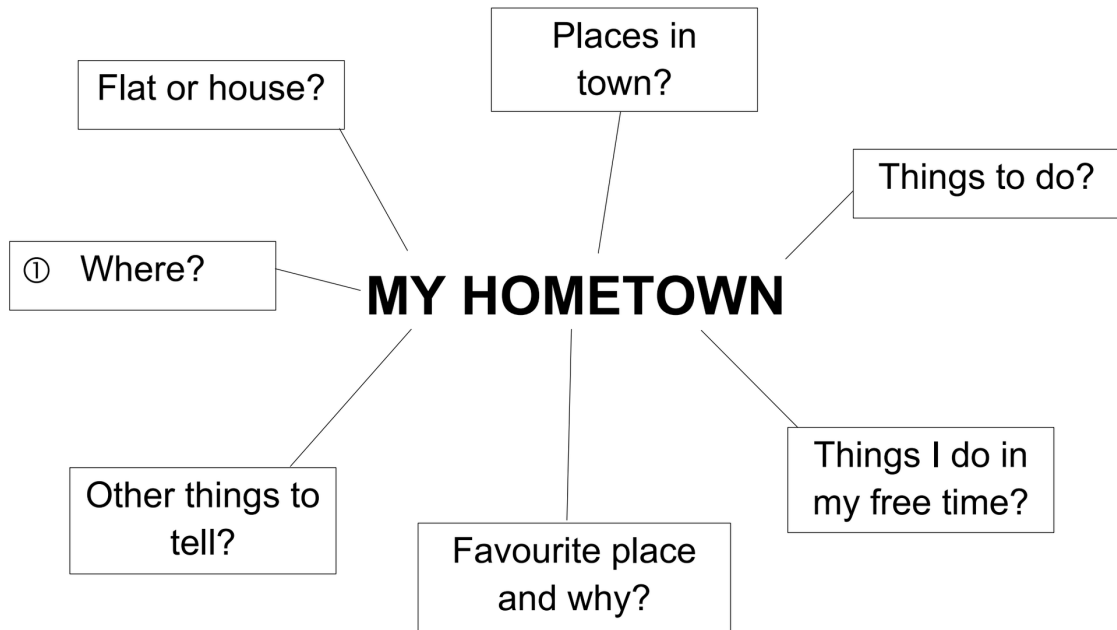 Places in
town?
Flat or house?
Things to do?
① Where?
MY HOMETOWN
Things I do in
my free time?
Other things to
tell?
Favourite place
and why?